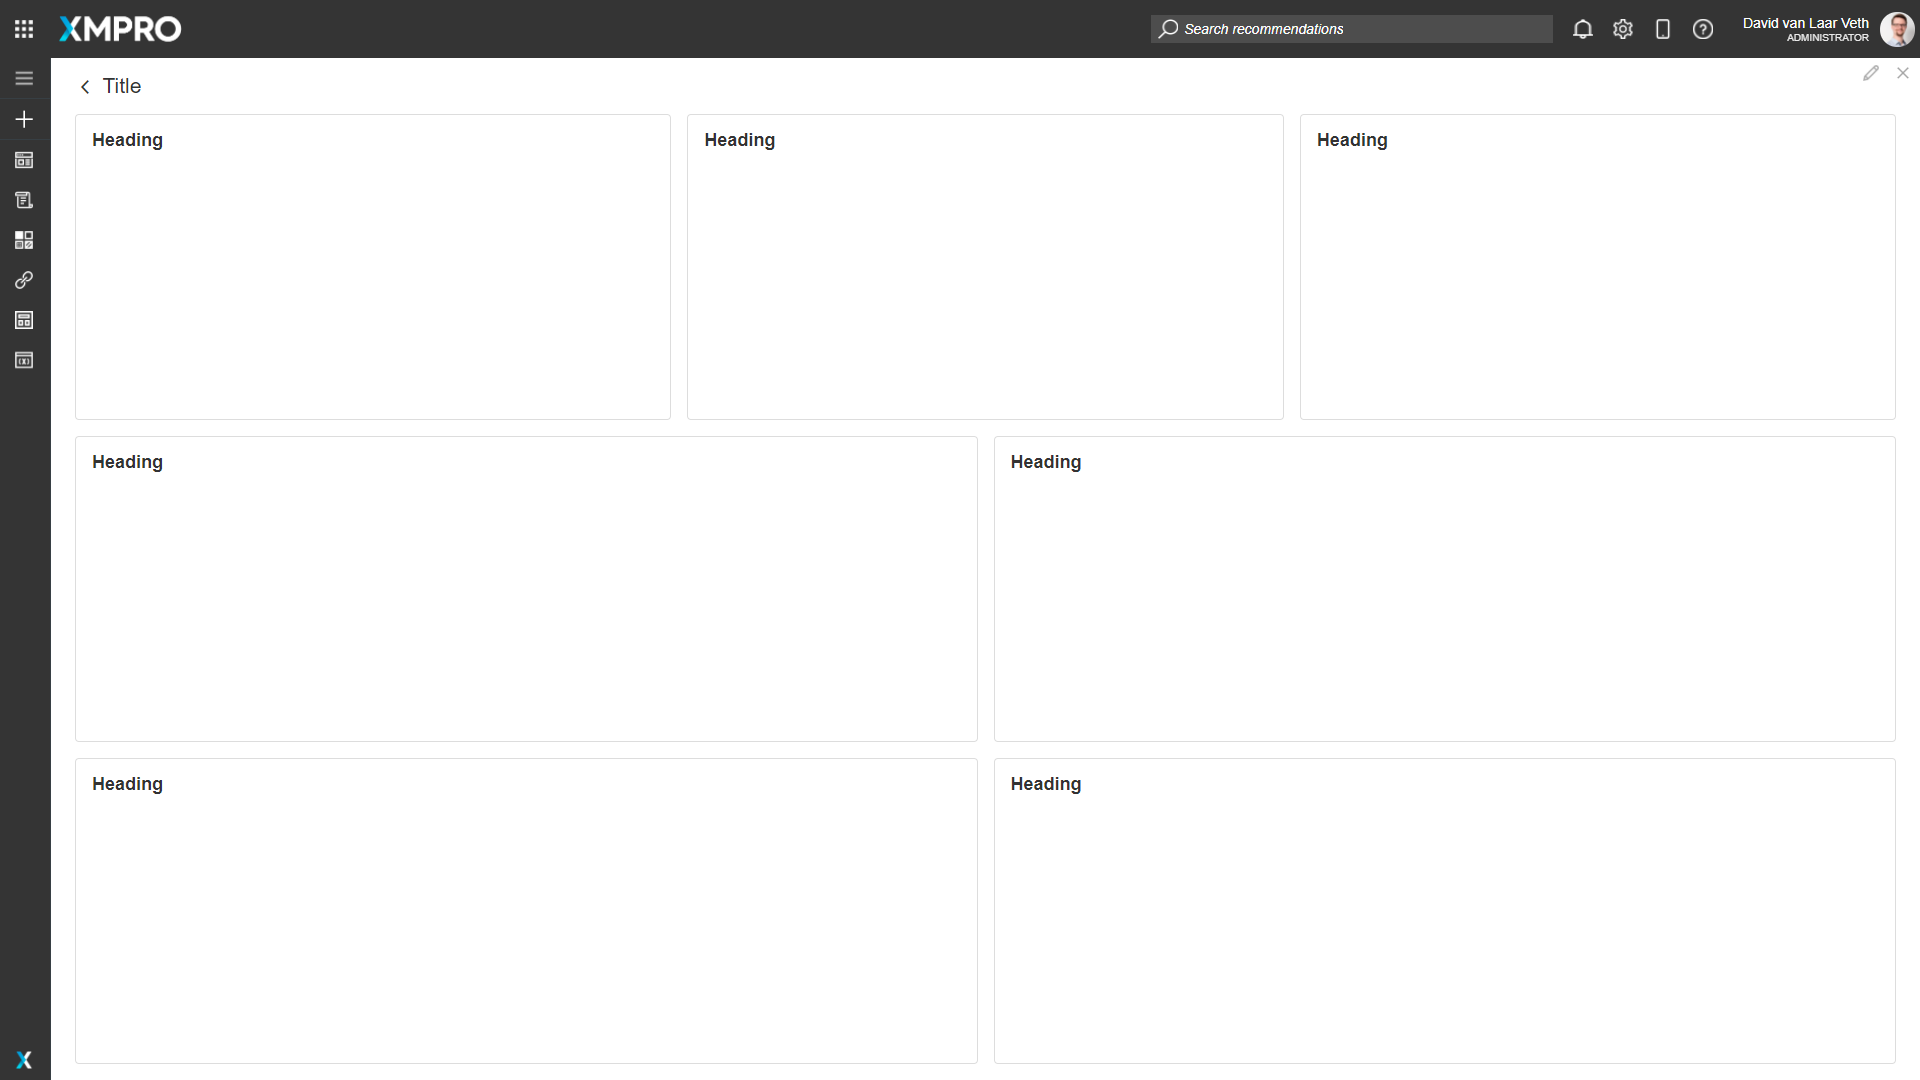 XMPRO
Search recommendations
David van Laar Veth
ADMINISTRATOR
Title
Heading
Heading
Heading
Heading
Heading
Heading
Heading